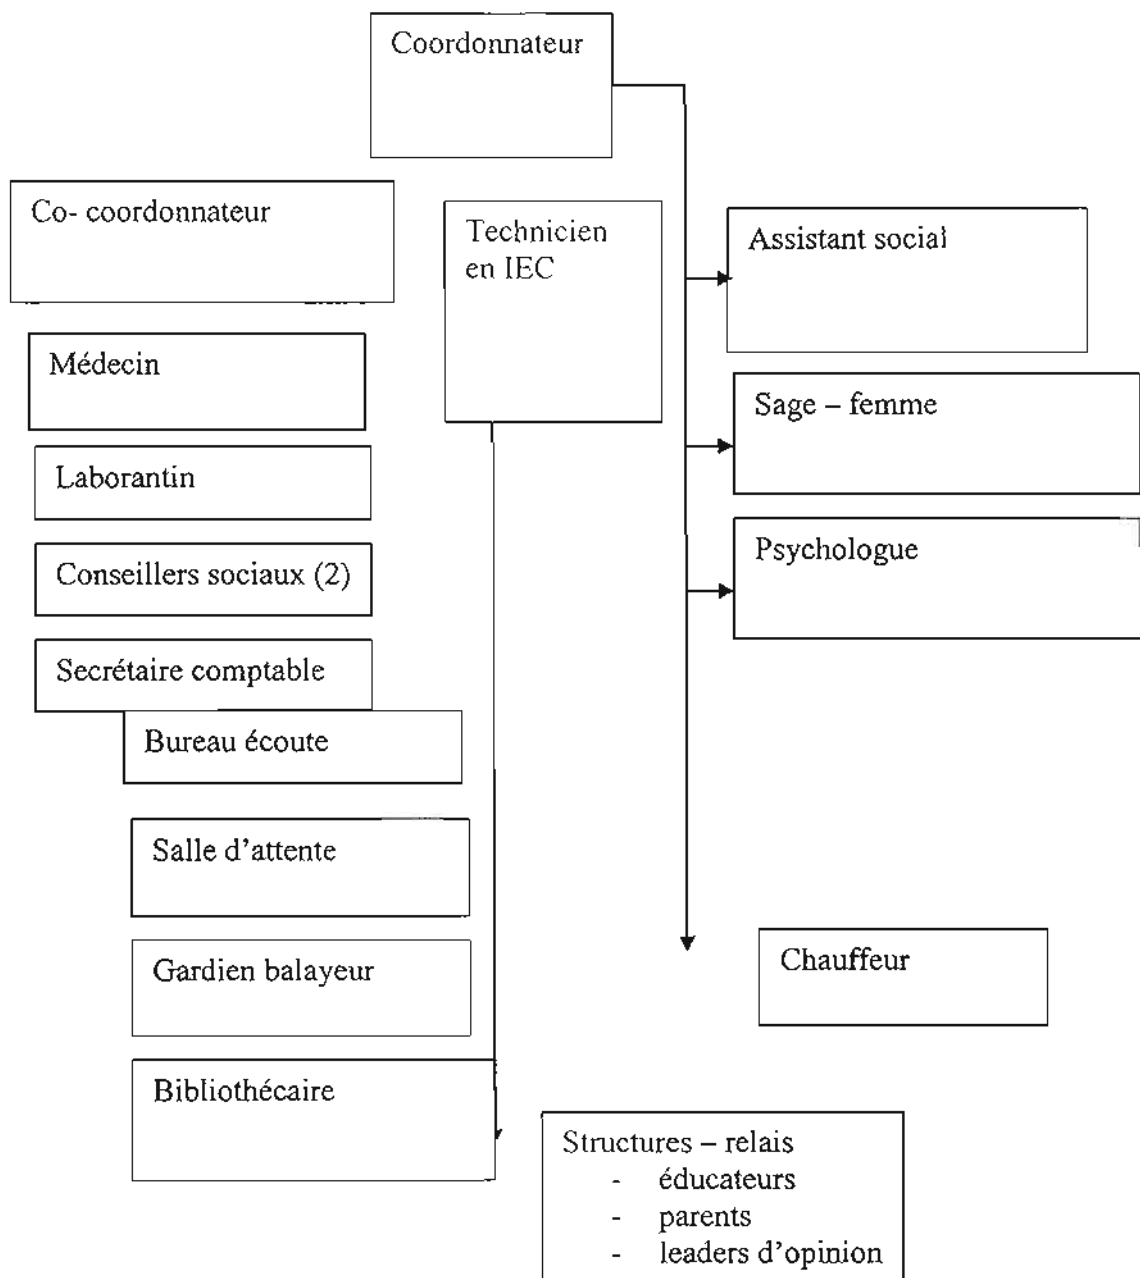 Coordonnateur
Co- coordonnateur
Technicien
en IEC
Assistant social
Médecin
Sage – femme
Laborantin
Psychologue
Conseillers sociaux (2)
Secrétaire comptable
Bureau écoute
Salle d'attente
Gardien balayeur
Chauffeur
Bibliothécaire
Structures – relais
- éducateurs
- parents
- leaders d'opinion